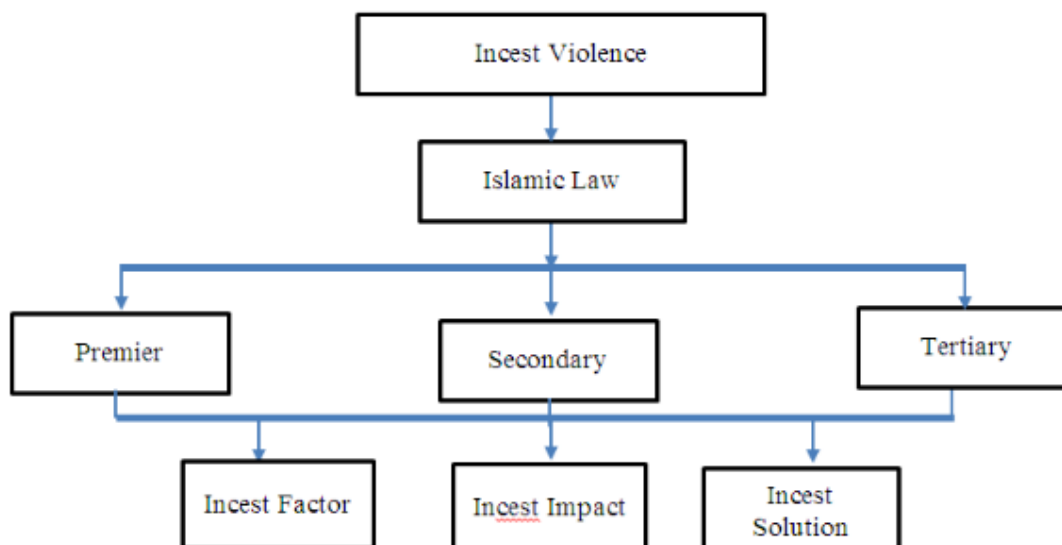 Incest Violence
Islamic Law
Premier
Secondary
Tertiary
Incest Factor
Incest Impact
Incest
Solution